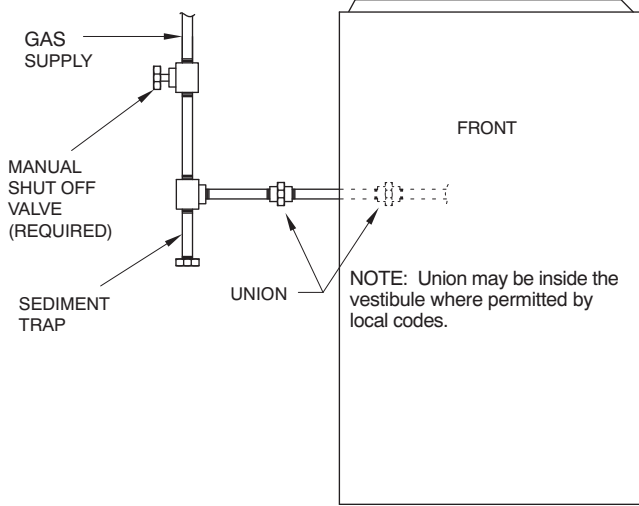 GAS
SUPPLY
FRONT
MANUAL
SHUT OFF
VALVE
(REQUIRED)
SEDIMENT
TRAP
UNION
NOTE: Union may be inside the
vestibule where permitted by
local codes.